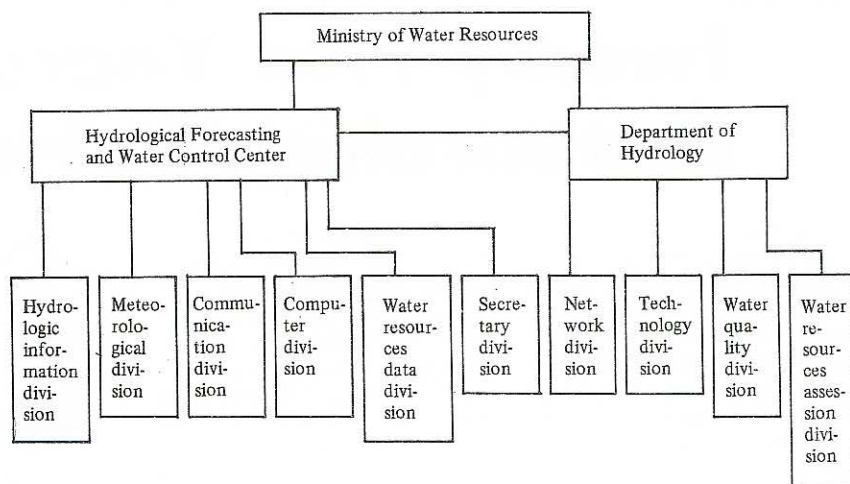 Ministry of Water Resources
Hydrological Forecasting
and Water Control Center
Department of
Hydrology
Hydro-
logic
infor-
mation
divi-
sion
Meteo-
rolo-
gical
divi-
sion
Commu-
nica-
tion
divi-
sion
Compu-
ter
divi-
sion
Water
resour-
ces
data
divi-
sion
Secre-
tary
divi-
sion
Net-
work
divi-
sion
Tech-
nology
divi-
sion
Water
qua-
lity
divi-
sion
Water
re-
sour-
ces
asses-
sion
divi-
sion